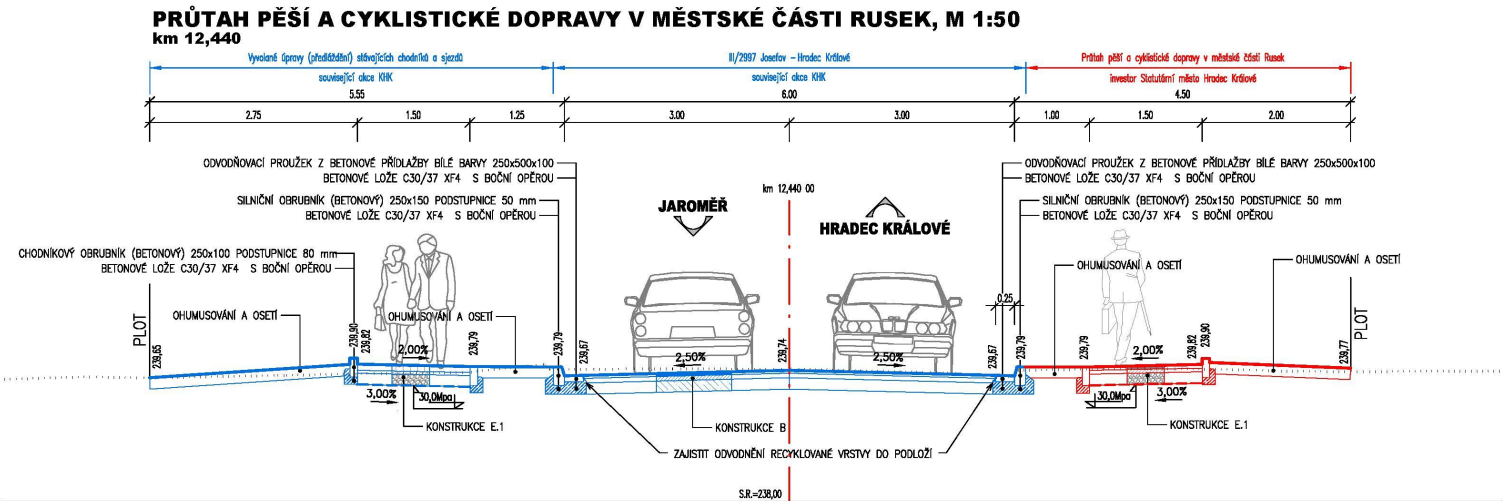 PRŮTAH PĚŠÍ A CYKLISTICKÉ DOPRAVY V MĚSTSKÉ ČÁSTI RUSEK, M 1:50
km 12,440
Vyvolané úpravy (předláždění) stávajících chodníků a sjezdů
související akce KHK
III/2997 Josefov – Hradec Králové
související akce KHK
Průtah pěší a cyklistické dopravy v městské části Rusek
investor Statutární město Hradec Králové
5.55
6.00
4.50
2.75
1.50
1.25
3.00
3.00
1.00
1.50
2.00
ODVODŇOVACÍ PROUŽEK Z BETONOVÉ PŘÍDLAŽBY BÍLÉ BARVY 250x500x100
BETONOVÉ LOŽE C30/37 XF4 S BOČNÍ OPĚROU
SILNIČNÍ OBRUBNÍK (BETONOVÝ) 250x150 PODSTUPNICE 50 mm
BETONOVÉ LOŽE C30/37 XF4 S BOČNÍ OPĚROU
CHODNÍKOVÝ OBRUBNÍK (BETONOVÝ) 250x100 PODSTUPNICE 80 mm
BETONOVÉ LOŽE C30/37 XF4 S BOČNÍ OPĚROU
km 12,440 00
JAROMĚŘ
HRADEC KRÁLOVÉ
ODVODŇOVACÍ PROUŽEK Z BETONOVÉ PŘÍDLAŽBY BÍLÉ BARVY 250x500x100
BETONOVÉ LOŽE C30/37 XF4 S BOČNÍ OPĚROU
SILNIČNÍ OBRUBNÍK (BETONOVÝ) 250x150 PODSTUPNICE 50 mm
BETONOVÉ LOŽE C30/37 XF4 S BOČNÍ OPĚROU
OHUMUSOVÁNÍ A OSETÍ
OHUMUSOVÁNÍ A OSETÍ
0.25
OHUMUSOVÁNÍ A OSETÍ
OHUMUSOVÁNÍ A OSETÍ
PLOT
239,65
239,90
239,82
2,00%
239,79
239,79
239,67
2,50%
239,74
2,50%
239,67
239,79
239,79
2,00%
239,82
239,90
239,77
PLOT
3,00%
30,0Mpa
KONSTRUKCE E.1
KONSTRUKCE B
30,0Mpa
3,00%
KONSTRUKCE E.1
ZAJISTIT ODVODNĚNÍ RECYKLOVANÉ VRSTVY DO PODLOŽÍ
S.R.=238,00